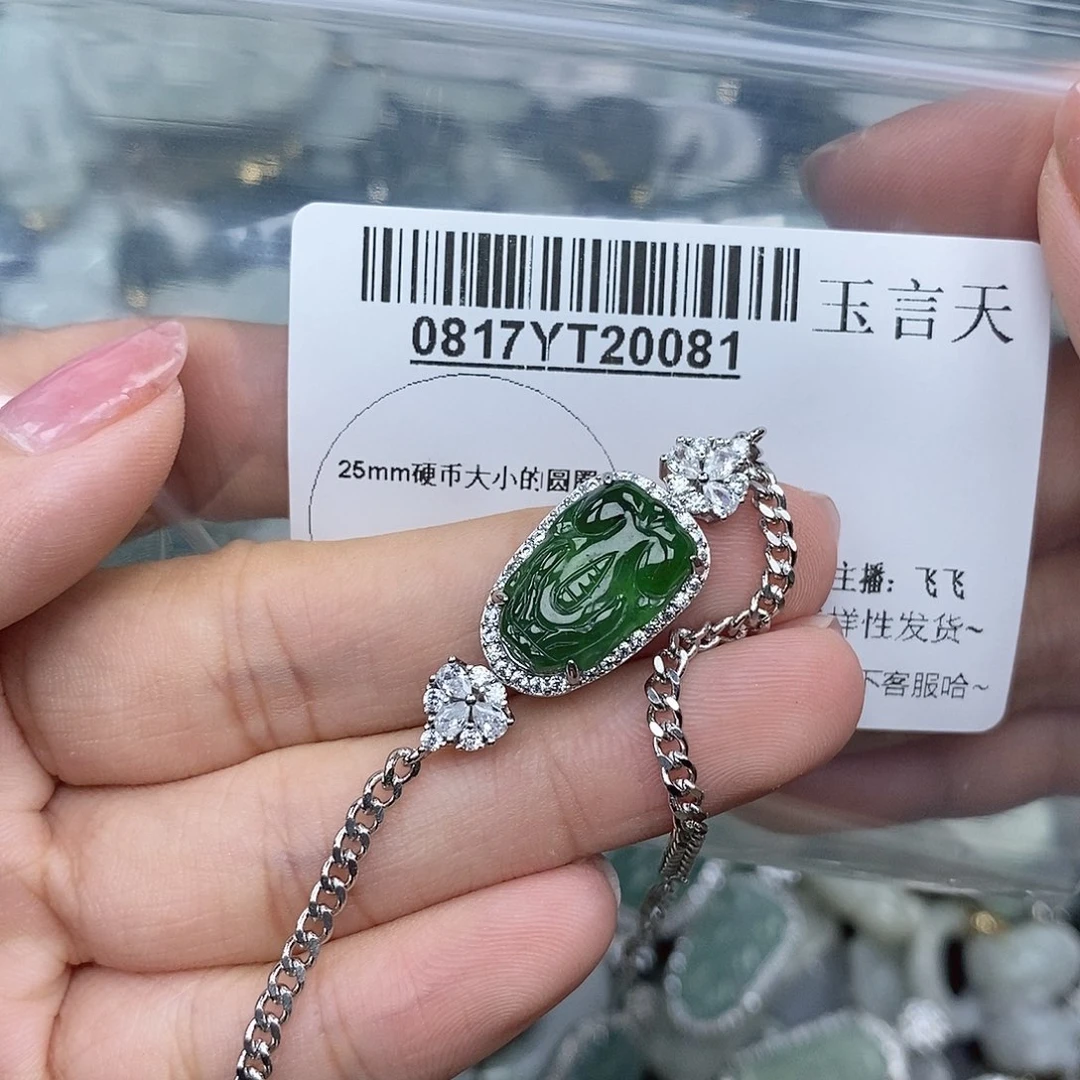 玉言天
0817YT20081
25mm硬币大小的圆圈
主播：飞飞
样性发货~
不客服哈~